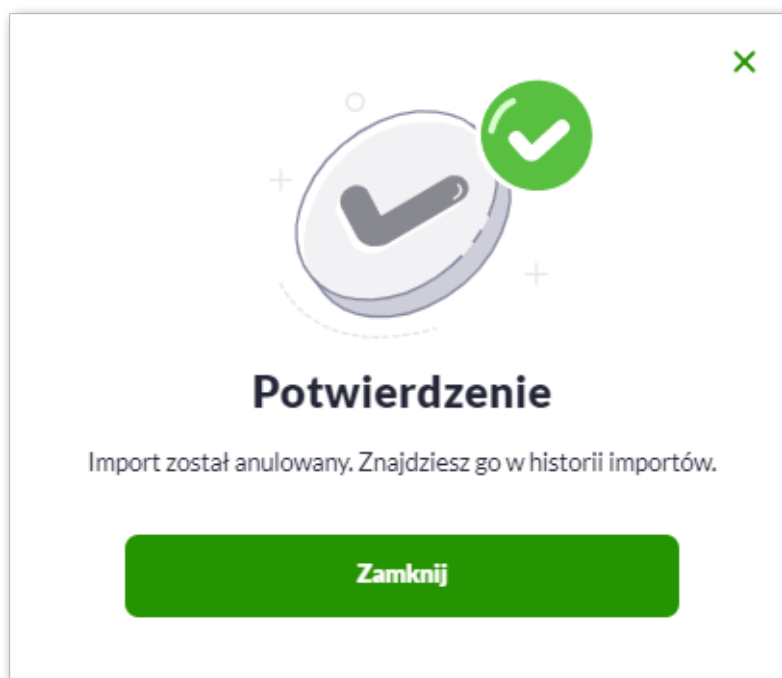 Potwierdzenie
Import został anulowany. Znajdziesz go w historii importów.
Zamknij